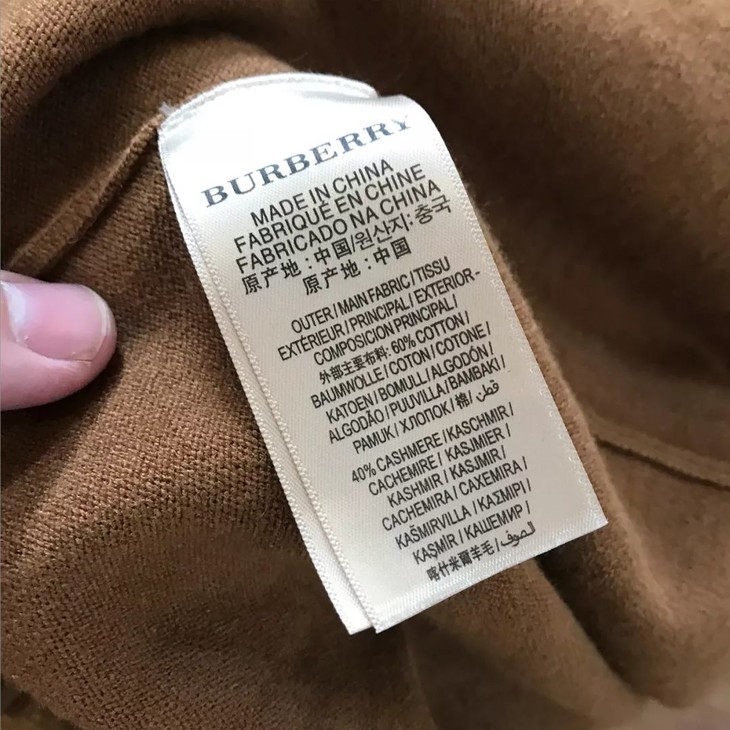 BURBERRY
MADE IN CHINA
FABRIQUÉ EN CHINE
FABRICADO NA CHINA
原产地:中国/원산지:중국
原产地:中国
OUTER/MAIN FABRIC/TISSU
EXTÉRIEUR/PRINCIPAL/EXTERIOR-
COMPOSICION PRINCIPAL/
外部主要布料: 60% COTTON/
BAUMWOLLE/COTON/COTONE/
KATOEN/BOMULL/ALGODÓN/
ALGODÃO/PUUVILLA/ΒΑΜΒΑΚΙ/
PAMUK/ХЛОПОК/棉/قطن
40% CASHMERE/KASCHMIR/
CACHEMIRE/KASJMIER/
KASHMIR/KASJMIR/
CACHEMIRA/CAXEMIRA/
KAŠMIRVILLA/ΚΑΣΜΙΡΙ/
KAŞMİR/КАШЕМИР/
喀什米爾羊毛/الصوف